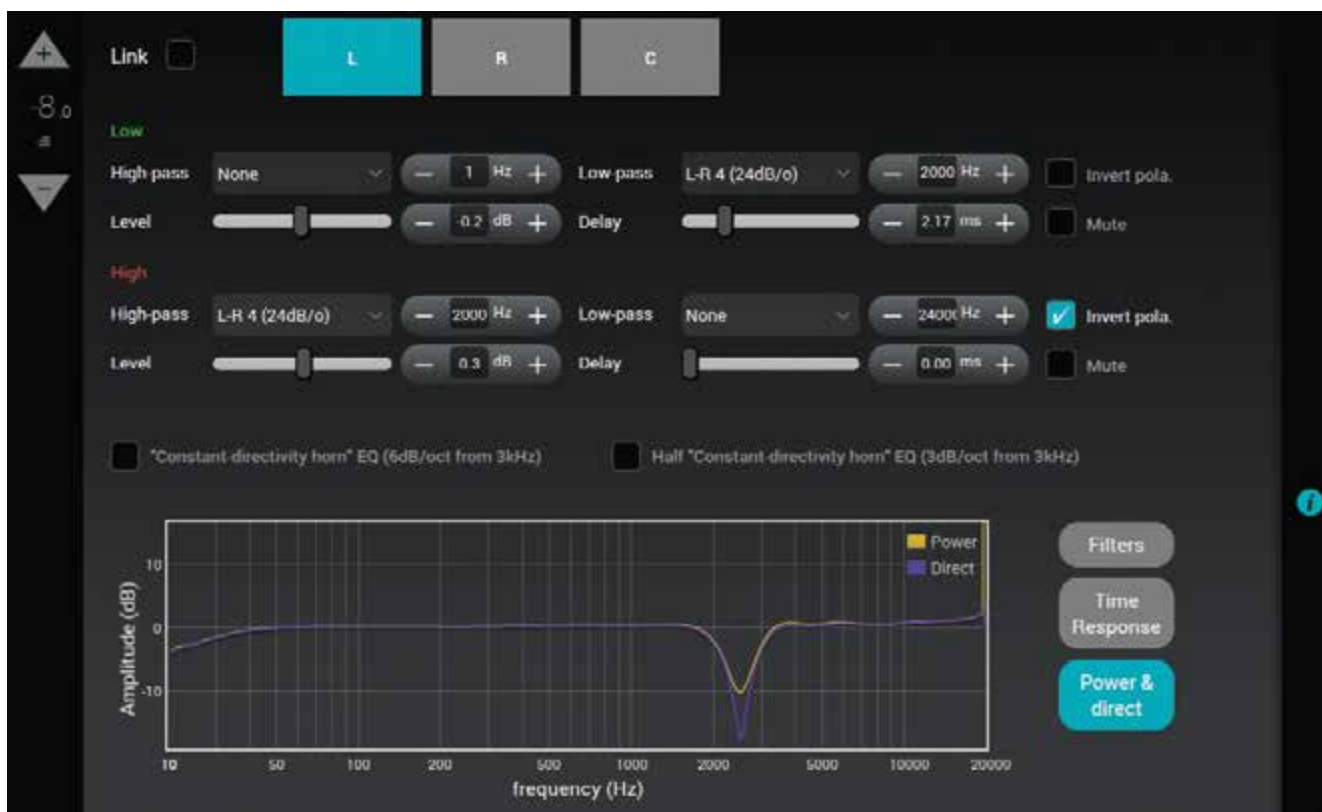 Link L R C
+
-8.0
dB
−
Low
High-pass None − 1 Hz + Low-pass L-R 4 (24dB/o) − 2000 Hz + Invert pola.
Level − -0.2 dB + Delay − 2.17 ms + Mute
High
High-pass L-R 4 (24dB/o) − 2000 Hz + Low-pass None − 2400 Hz + Invert pola.
Level − 0.3 dB + Delay − 0.00 ms + Mute
"Constant-directivity horn" EQ (6dB/oct from 3kHz) Half "Constant-directivity horn" EQ (3dB/oct from 3kHz)
i
Power
Direct
Filters
Time
Response
Power &
direct
Amplitude (dB)
10
0
-10
10 50 100 200 500 1000 2000 5000 10000 20000
frequency (Hz)